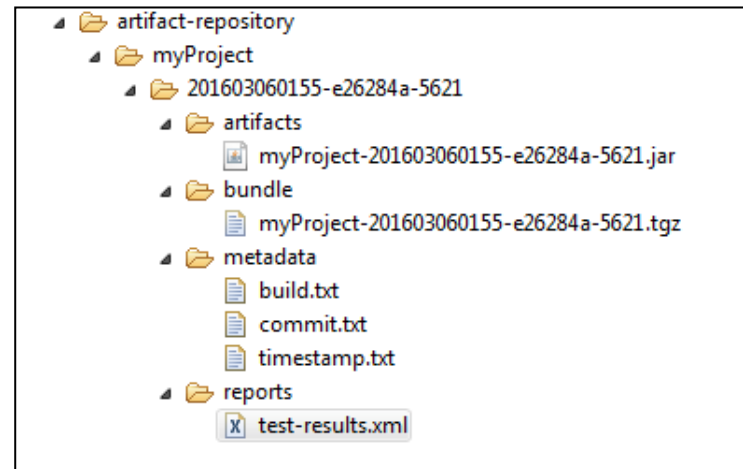 artifact-repository
myProject
201603060155-e26284a-5621
artifacts
myProject-201603060155-e26284a-5621.jar
bundle
myProject-201603060155-e26284a-5621.tgz
metadata
build.txt
commit.txt
timestamp.txt
reports
test-results.xml